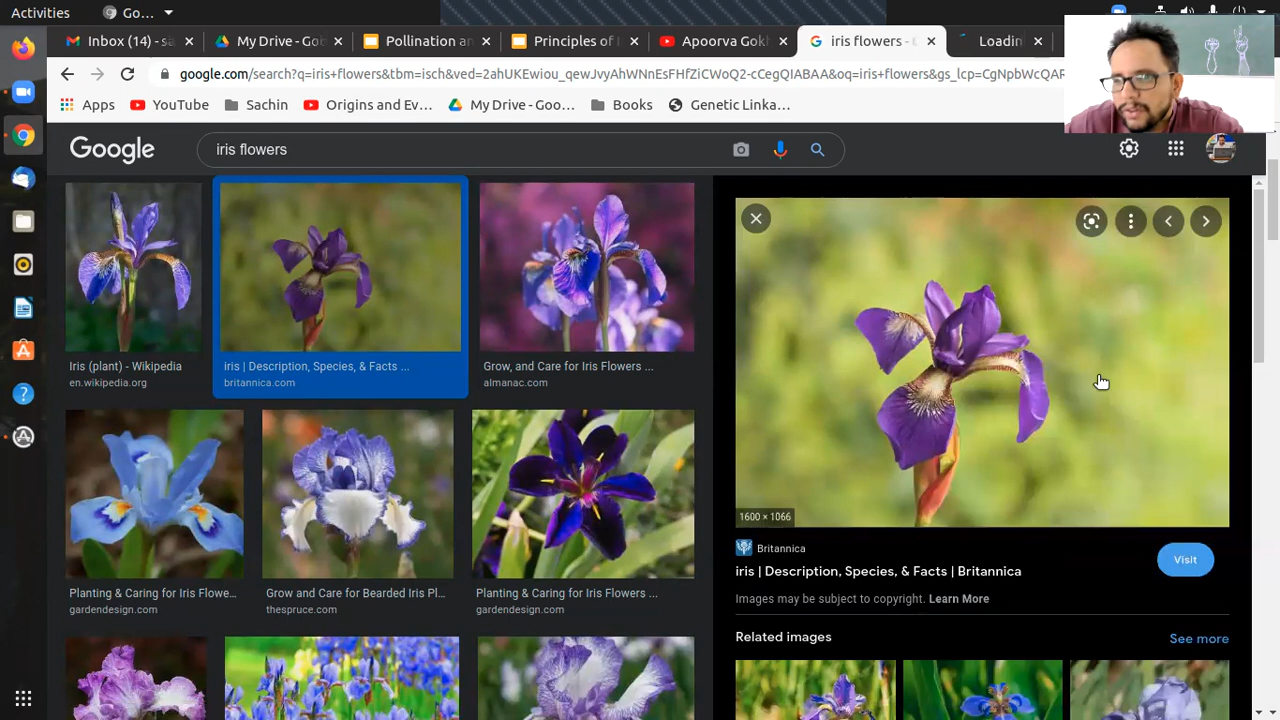 Activities
Go...
Inbox (14) - sa
My Drive - Goo
Pollination an
Principles of
Apoorva Gokh
iris flowers - G
Loadin
google.com/search?q=iris+flowers&tbm=isch&ved=2ahUKEwiou_qewJvyAhWNnEsFHfZiCWoQ2-cCegQIABAA&oq=iris+flowers&gs_lcp=CgNpbWcQAR
Apps
YouTube
Sachin
Origins and Ev...
My Drive - Goo...
Books
Genetic Linka...
Google
iris flowers
Iris (plant) - Wikipedia
en.wikipedia.org
iris | Description, Species, & Facts ...
britannica.com
Grow, and Care for Iris Flowers ...
almanac.com
1600 × 1066
Britannica
Visit
iris | Description, Species, & Facts | Britannica
Images may be subject to copyright. Learn More
Planting & Caring for Iris Flowe...
gardendesign.com
Grow and Care for Bearded Iris Pl...
thespruce.com
Planting & Caring for Iris Flowers ...
gardendesign.com
Related images
See more